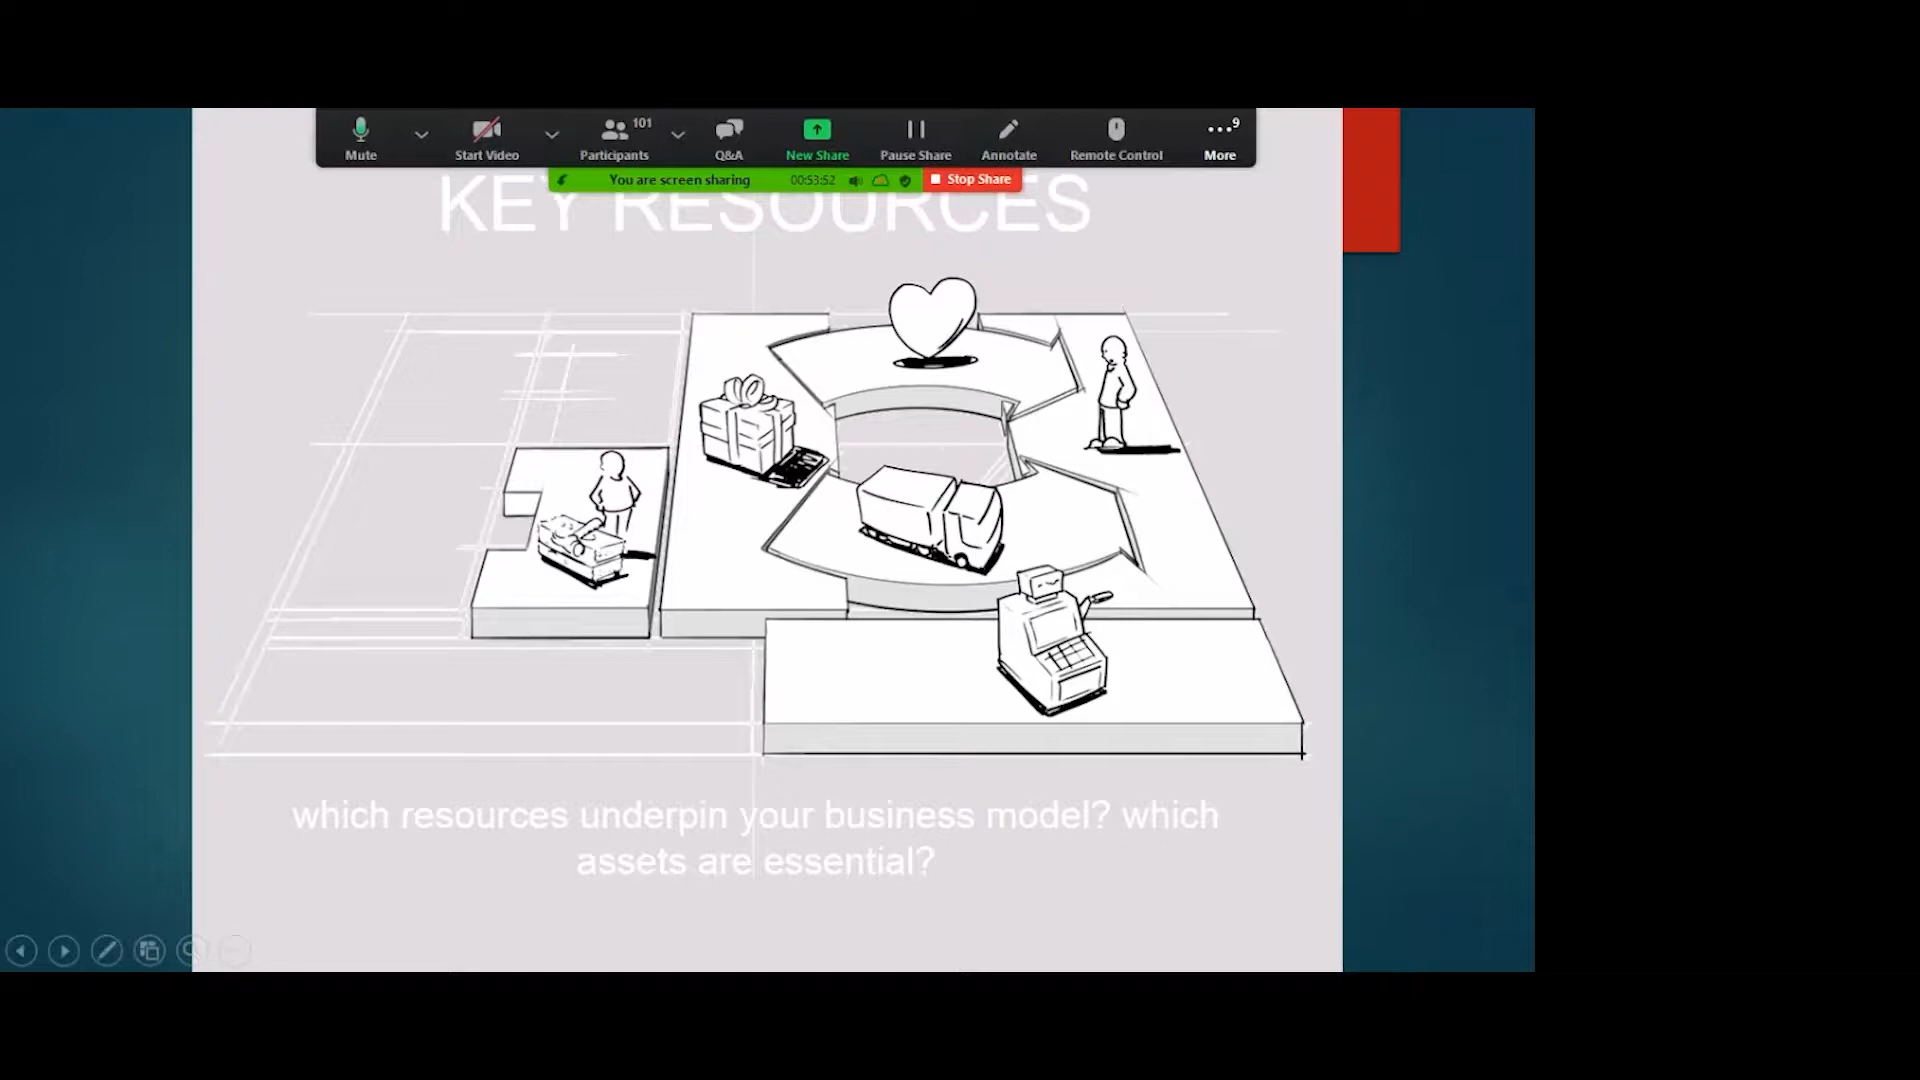 101
9
Mute
Start Video
Participants
Q&A
New Share
Pause Share
Annotate
Remote Control
More
You are screen sharing
00:53:52
Stop Share
KEY RESOURCES
which resources underpin your business model? which
assets are essential?